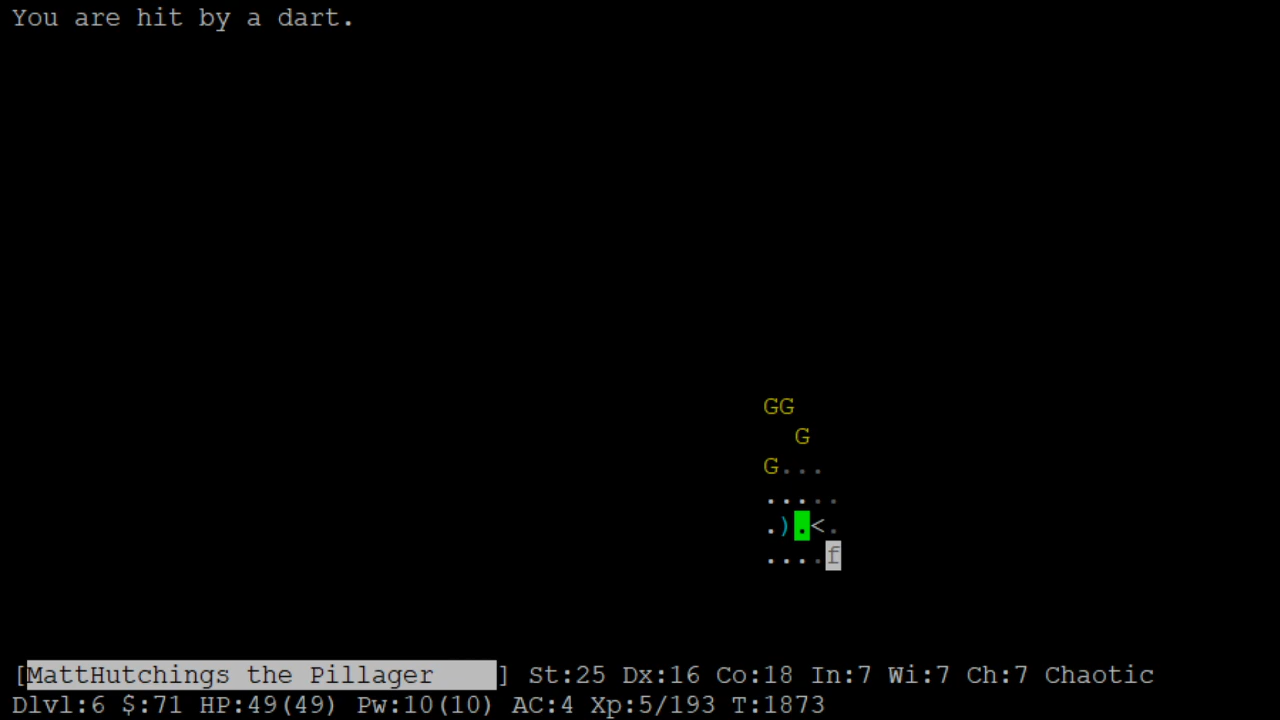 You are hit by a dart.
GG
G
G...
.....
.).<.
....f
[MattHutchings the Pillager    ] St:25 Dx:16 Co:18 In:7 Wi:7 Ch:7 Chaotic
Dlvl:6 $:71 HP:49(49) Pw:10(10) AC:4 Xp:5/193 T:1873